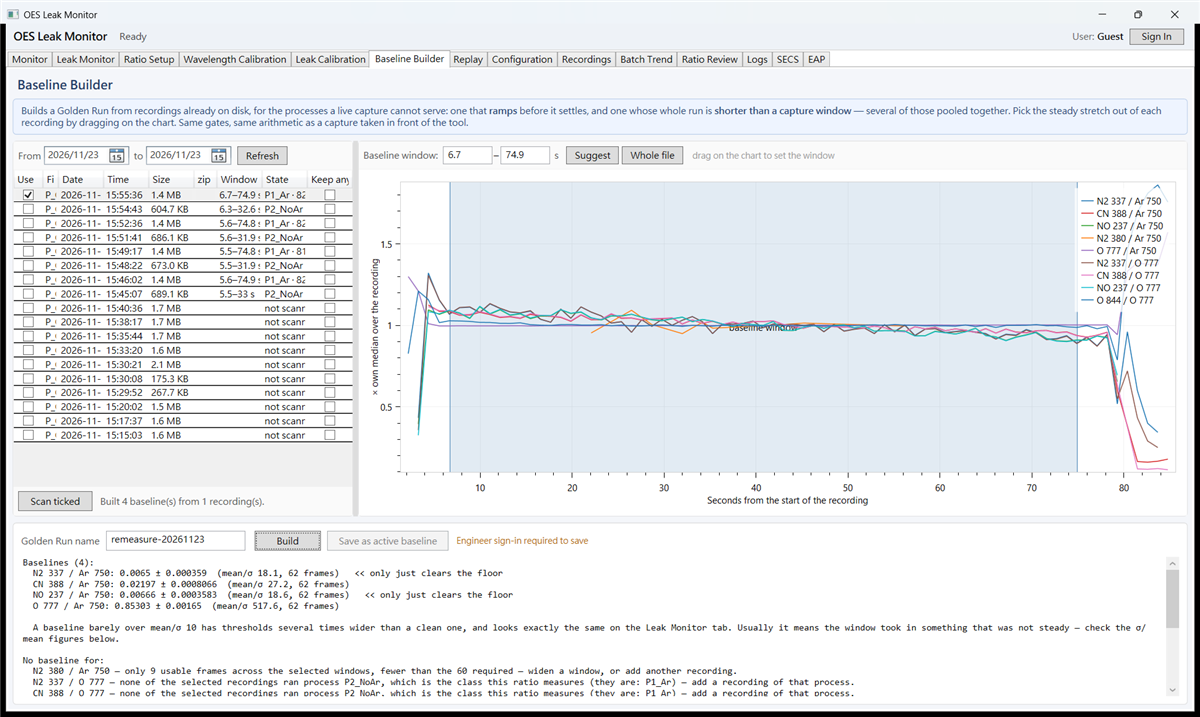 OES Leak Monitor
OES Leak Monitor Ready User: Guest Sign In
Monitor Leak Monitor Ratio Setup Wavelength Calibration Leak Calibration Baseline Builder Replay Configuration Recordings Batch Trend Ratio Review Logs SECS EAP
Baseline Builder
Builds a Golden Run from recordings already on disk, for the processes a live capture cannot serve: one that ramps before it settles, and one whose whole run is shorter than a capture window — several of those pooled together. Pick the steady stretch out of each
recording by dragging on the chart. Same gates, same arithmetic as a capture taken in front of the tool.
From 2026/11/23 15 to 2026/11/23 15 Refresh
Baseline window: 6.7 – 74.9 s Suggest Whole file drag on the chart to set the window
Use Fi Date Time Size zip Window State Keep any
P_ 2026-11- 15:55:36 1.4 MB 6.7–74.9 s P1_Ar · 82
P_ 2026-11- 15:54:43 604.7 KB 6.3–32.6 s P2_NoAr
P_ 2026-11- 15:52:36 1.4 MB 5.6–74.8 s P1_Ar · 82
P_ 2026-11- 15:51:41 686.1 KB 5.6–31.9 s P2_NoAr
P_ 2026-11- 15:49:17 1.4 MB 5.5–74.8 s P1_Ar · 81
P_ 2026-11- 15:48:22 673.0 KB 5.5–31.9 s P2_NoAr
P_ 2026-11- 15:46:02 1.4 MB 5.6–74.9 s P1_Ar · 82
P_ 2026-11- 15:45:07 689.1 KB 5.5–33 s P2_NoAr
P_ 2026-11- 15:40:36 1.7 MB not scanr
P_ 2026-11- 15:38:17 1.7 MB not scanr
P_ 2026-11- 15:35:44 1.7 MB not scanr
P_ 2026-11- 15:33:20 1.6 MB not scanr
P_ 2026-11- 15:30:21 2.1 MB not scanr
P_ 2026-11- 15:30:08 175.3 KB not scanr
P_ 2026-11- 15:29:52 267.7 KB not scanr
P_ 2026-11- 15:20:02 1.5 MB not scanr
P_ 2026-11- 15:17:37 1.6 MB not scanr
P_ 2026-11- 15:15:03 1.6 MB not scanr
Scan ticked Built 4 baseline(s) from 1 recording(s).
× own median over the recording
1.5
1
0.5
Baseline window
N2 337 / Ar 750
CN 388 / Ar 750
NO 237 / Ar 750
N2 380 / Ar 750
O 777 / Ar 750
N2 337 / O 777
CN 388 / O 777
NO 237 / O 777
O 844 / O 777
10 20 30 40 50 60 70 80
Seconds from the start of the recording
Golden Run name remeasure-20261123 Build Save as active baseline Engineer sign-in required to save
Baselines (4):
N2 337 / Ar 750: 0.0065 ± 0.000359 (mean/σ 18.1, 62 frames) << only just clears the floor
CN 388 / Ar 750: 0.02197 ± 0.0008066 (mean/σ 27.2, 62 frames)
NO 237 / Ar 750: 0.00666 ± 0.0003583 (mean/σ 18.6, 62 frames) << only just clears the floor
O 777 / Ar 750: 0.85303 ± 0.00165 (mean/σ 517.6, 62 frames)
A baseline barely over mean/σ 10 has thresholds several times wider than a clean one, and looks exactly the same on the Leak Monitor tab. Usually it means the window took in something that was not steady — check the σ/
mean figures below.
No baseline for:
N2 380 / Ar 750 — only 9 usable frames across the selected windows, fewer than the 60 required — widen a window, or add another recording.
N2 337 / O 777 — none of the selected recordings ran process P2_NoAr, which is the class this ratio measures (they are: P1_Ar) — add a recording of that process.
CN 388 / O 777 — none of the selected recordings ran process P2_NoAr, which is the class this ratio measures (they are: P1_Ar) — add a recording of that process.